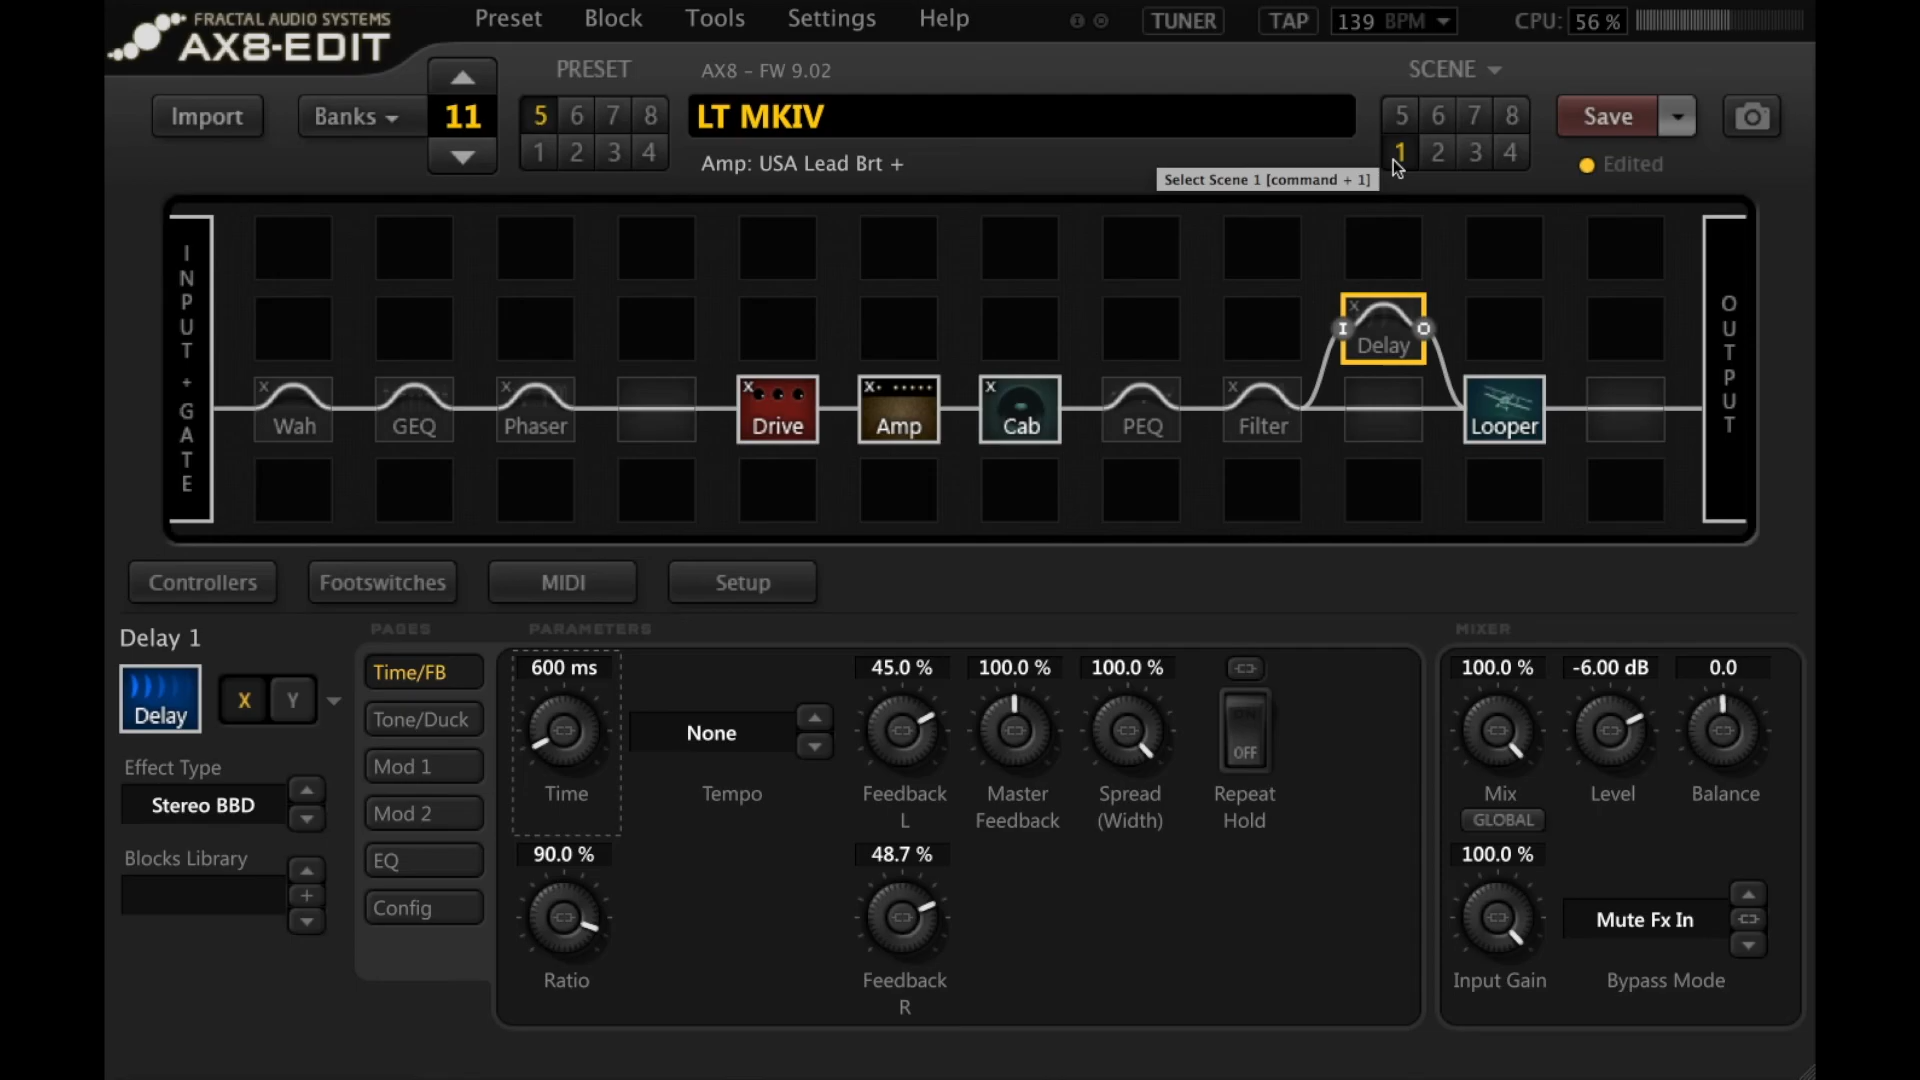 FRACTAL AUDIO SYSTEMS
AX8-EDIT
Preset Block Tools Settings Help
TUNER
TAP
139 BPM
CPU: 56 %
PRESET
AX8 – FW 9.02
SCENE
Import
Banks
11
5 6 7 8
1 2 3 4
LT MKIV
5 6 7 8
1 2 3 4
Save
Amp: USA Lead Brt +
Select Scene 1 [command + 1]
Edited
INPUT + GATE
OUTPUT
X Wah
GEQ
X Phaser
X Drive
X Amp
X Cab
PEQ
X Filter
X I Delay O
Looper
Controllers
Footswitches
MIDI
Setup
Delay 1
PAGES
PARAMETERS
MIXER
Delay
X Y
Effect Type
Stereo BBD
Blocks Library
+
Time/FB
Tone/Duck
Mod 1
Mod 2
EQ
Config
600 ms
Time
None
Tempo
45.0 %
Feedback
L
100.0 %
Master
Feedback
100.0 %
Spread
(Width)
ON
OFF
Repeat
Hold
90.0 %
Ratio
48.7 %
Feedback
R
100.0 %
Mix
GLOBAL
-6.00 dB
Level
0.0
Balance
100.0 %
Input Gain
Mute Fx In
Bypass Mode